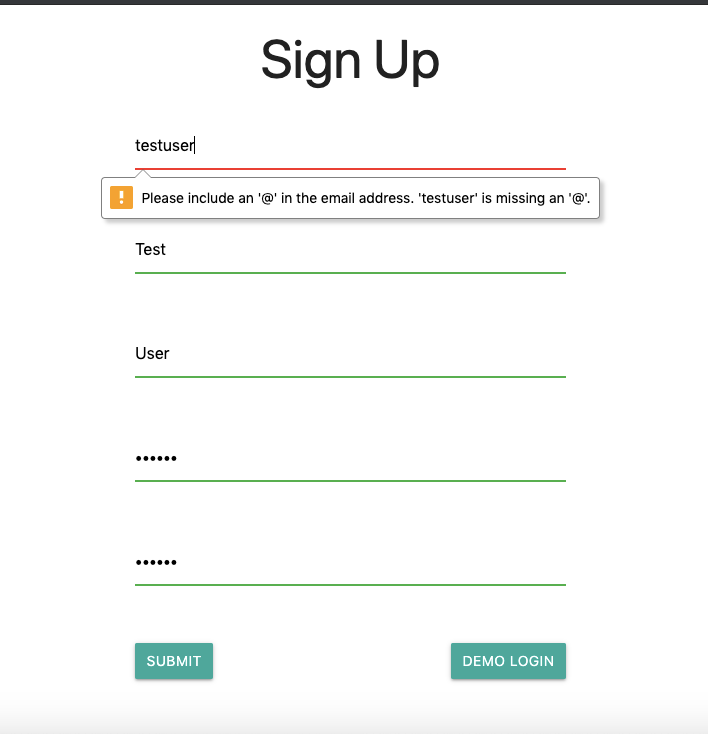 Sign Up
testuser
Please include an '@' in the email address. 'testuser' is missing an '@'.
Test
User
••••••
••••••
SUBMIT
DEMO LOGIN